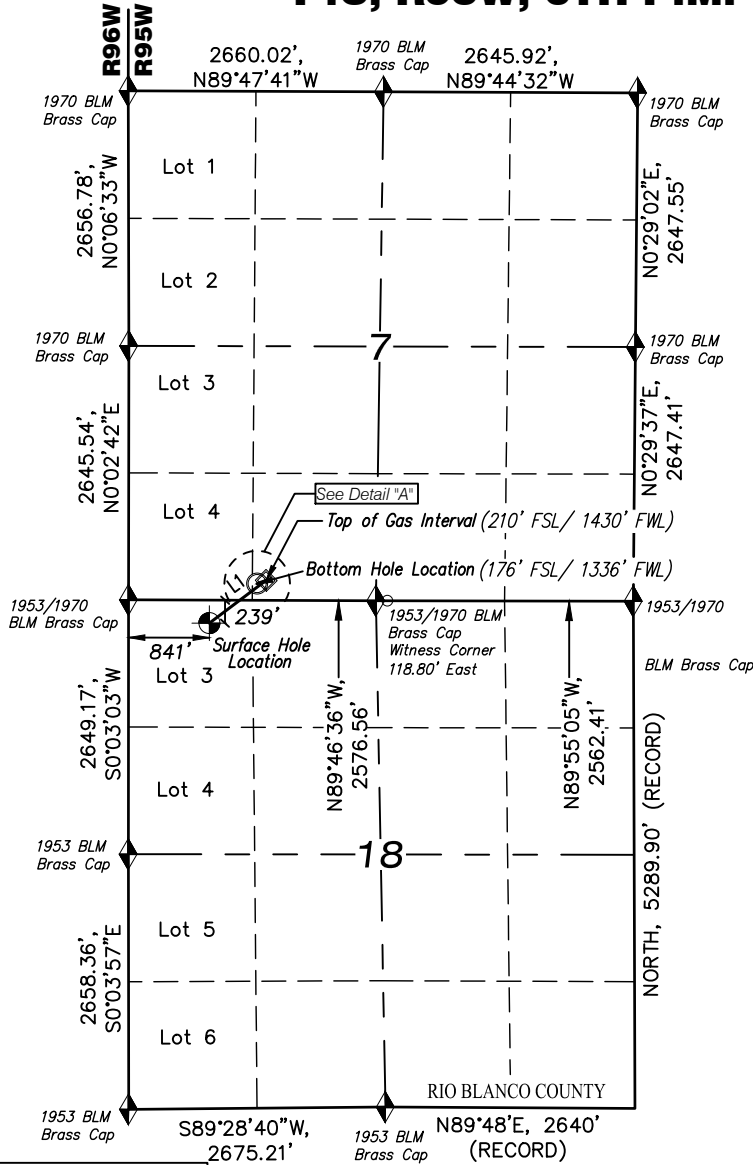 R96W
R95W
2660.02',
N89°47'41"W
1970 BLM
Brass Cap
2645.92',
N89°44'32"W
1970 BLM
Brass Cap
1970 BLM
Brass Cap
2656.78',
N0°06'33"W
Lot 1
N0°29'02"E,
2647.55'
Lot 2
1970 BLM
Brass Cap
7
1970 BLM
Brass Cap
Lot 3
2645.54',
N0°02'42"E
N0°29'37"E,
2647.41'
Lot 4
See Detail "A"
Top of Gas Interval (210' FSL/ 1430' FWL)
Bottom Hole Location (176' FSL/ 1336' FWL)
L1
1953/1970
BLM Brass Cap
239'
1953/1970 BLM
Brass Cap
Witness Corner
118.80' East
1953/1970
BLM Brass Cap
841'
Surface Hole
Location
Lot 3
2649.17',
S0°03'03"W
N89°46'36"W,
2576.56'
N89°55'05"W,
2562.41'
Lot 4
NORTH, 5289.90' (RECORD)
1953 BLM
Brass Cap
18
Lot 5
2658.36',
S0°03'57"E
Lot 6
RIO BLANCO COUNTY
1953 BLM
Brass Cap
S89°28'40"W,
2675.21'
1953 BLM
Brass Cap
N89°48'E, 2640'
(RECORD)